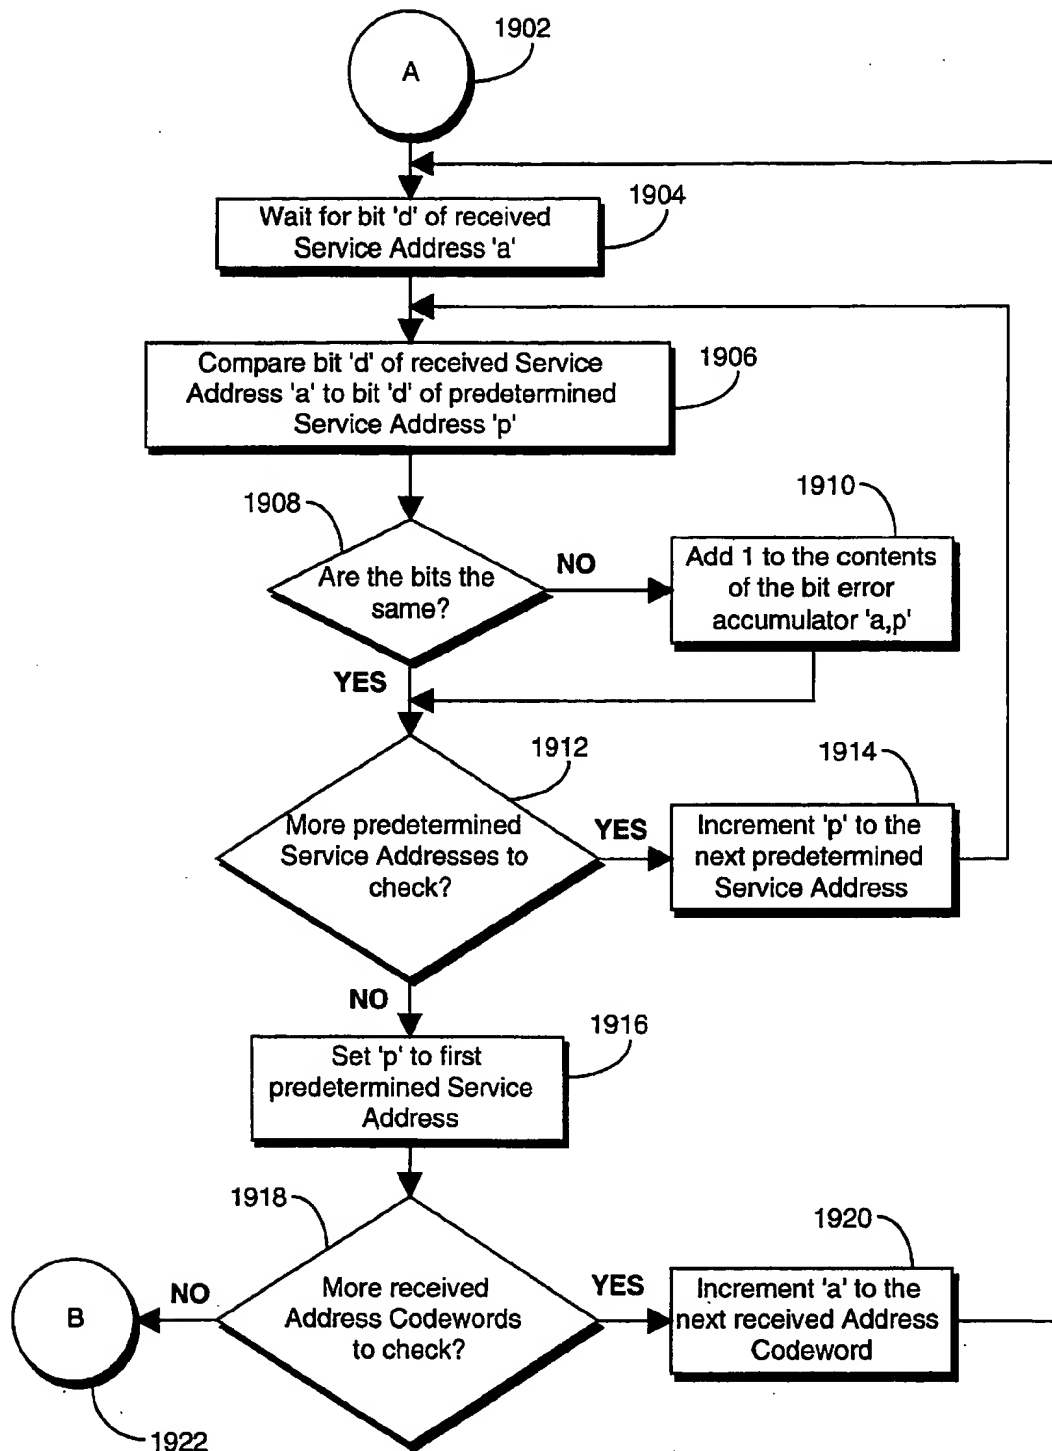 1902
A
1904
Wait for bit 'd' of received
Service Address 'a'
1906
Compare bit 'd' of received Service
Address 'a' to bit 'd' of predetermined
Service Address 'p'
1908
1910
Are the bits the
same?
NO
Add 1 to the contents
of the bit error
accumulator 'a,p'
YES
1912
1914
More predetermined
Service Addresses to
check?
YES
Increment 'p' to the
next predetermined
Service Address
NO
1916
Set 'p' to first
predetermined Service
Address
1918
1920
B
NO
More received
Address Codewords
to check?
YES
Increment 'a' to the
next received Address
Codeword
1922